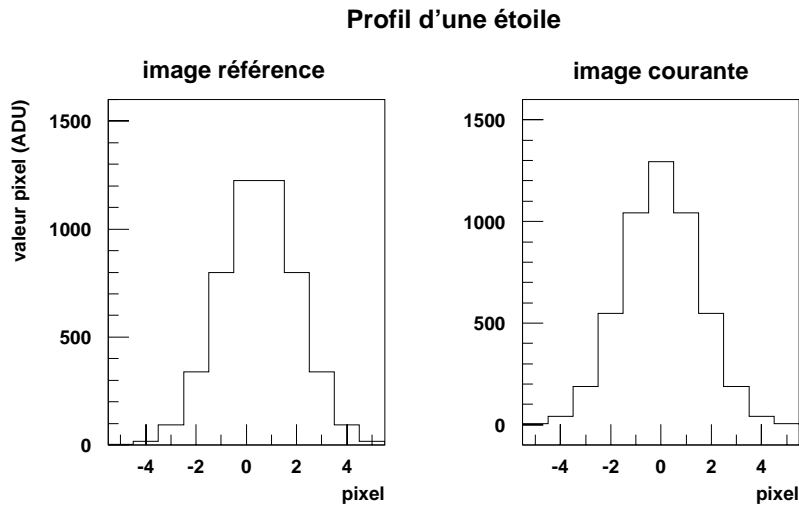 Profil d'une étoile
image référence
valeur pixel (ADU)
1500
1000
500
0
-4 -2 0 2 4
pixel
image courante
1500
1000
500
0
-4 -2 0 2 4
pixel